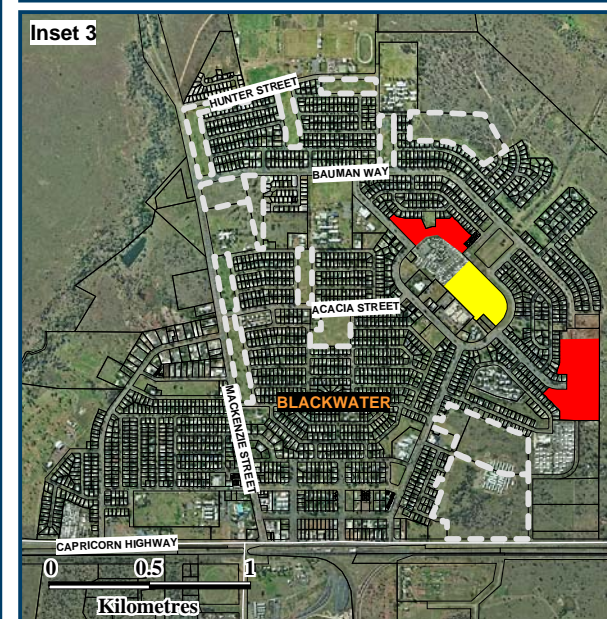 Inset 3
HUNTER STREET
BAUMAN WAY
ACACIA STREET
BLACKWATER
MACKENZIE STREET
CAPRICORN HIGHWAY
0 0.5 1
Kilometres